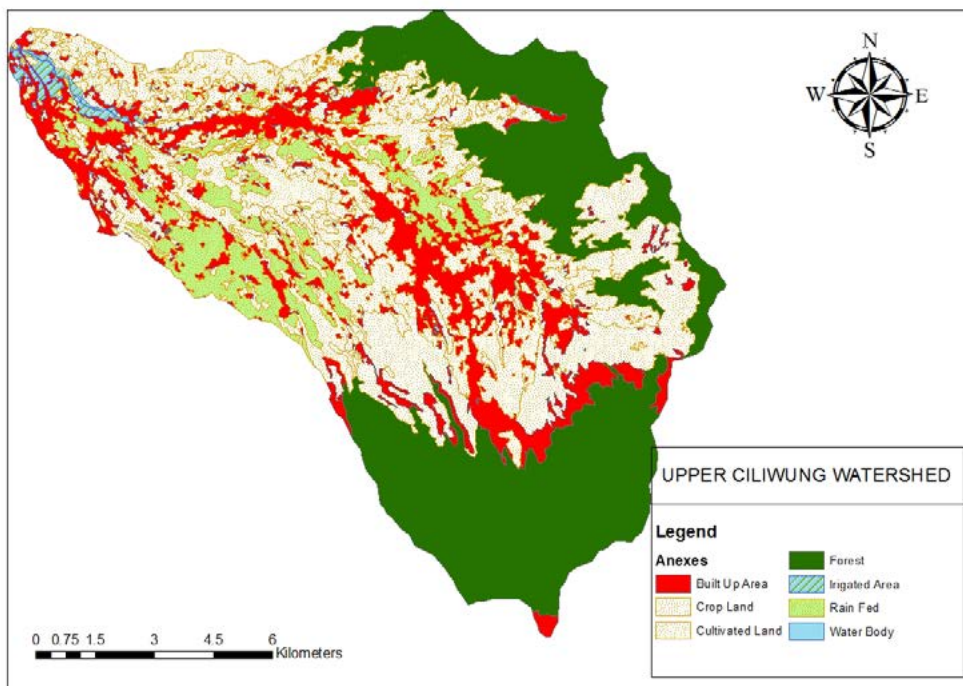 N
W E
S
UPPER CILIWUNG WATERSHED
Legend
Anexes
Built Up Area
Crop Land
Cultivated Land
Forest
Irigated Area
Rain Fed
Water Body
0 0.75 1.5 3 4.5 6
Kilometers